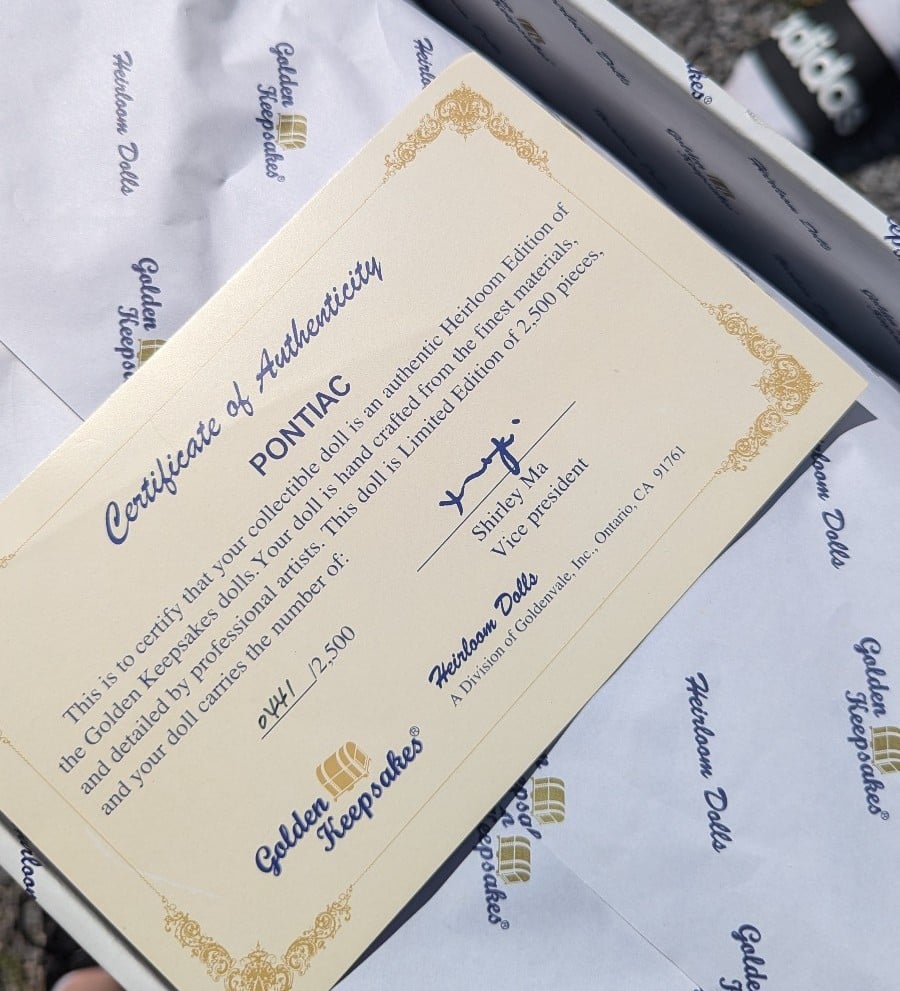 Heirloom Dolls
Golden
Keepsakes®
Golden
adidas
Certificate of Authenticity
PONTIAC
This is to certify that your collectible doll is an authentic Heirloom Edition of
the Golden Keepsakes dolls. Your doll is hand crafted from the finest materials,
and detailed by professional artists. This doll is Limited Edition of 2,500 pieces,
and your doll carries the number of:
0441/2,500
Shirley Ma
Vice president
Heirloom Dolls
A Division of Goldenvale, Inc., Ontario, CA 91761
Golden
Keepsakes®
Heirloom Dolls
Golden
Keepsakes®